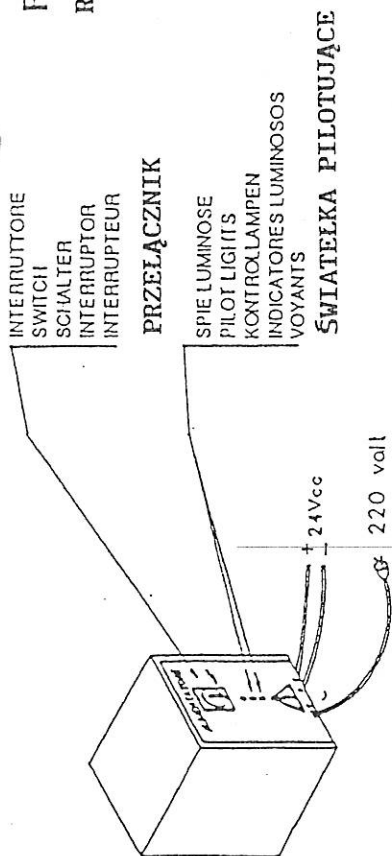 INTERRUTTORE
SWITCH
SCHALTER
INTERRUPTOR
INTERRUPTEUR
PRZEŁĄCZNIK
SPIE LUMINOSE
PILOT LIGHTS
KONTROLLAMPEN
INDICATORES LUMINOSOS
VOYANTS
ŚWIATEŁKA PILOTUJĄCE
+
24Vcc
−
220 volt
F
R